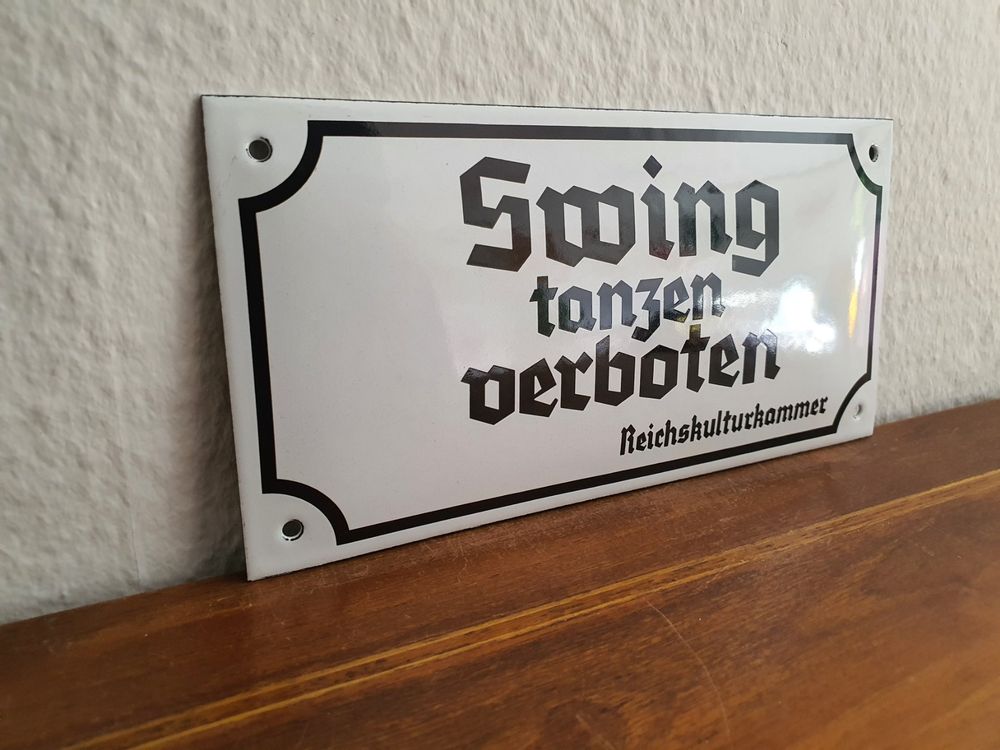 Swing
tanzen
verboten
Reichskulturkammer